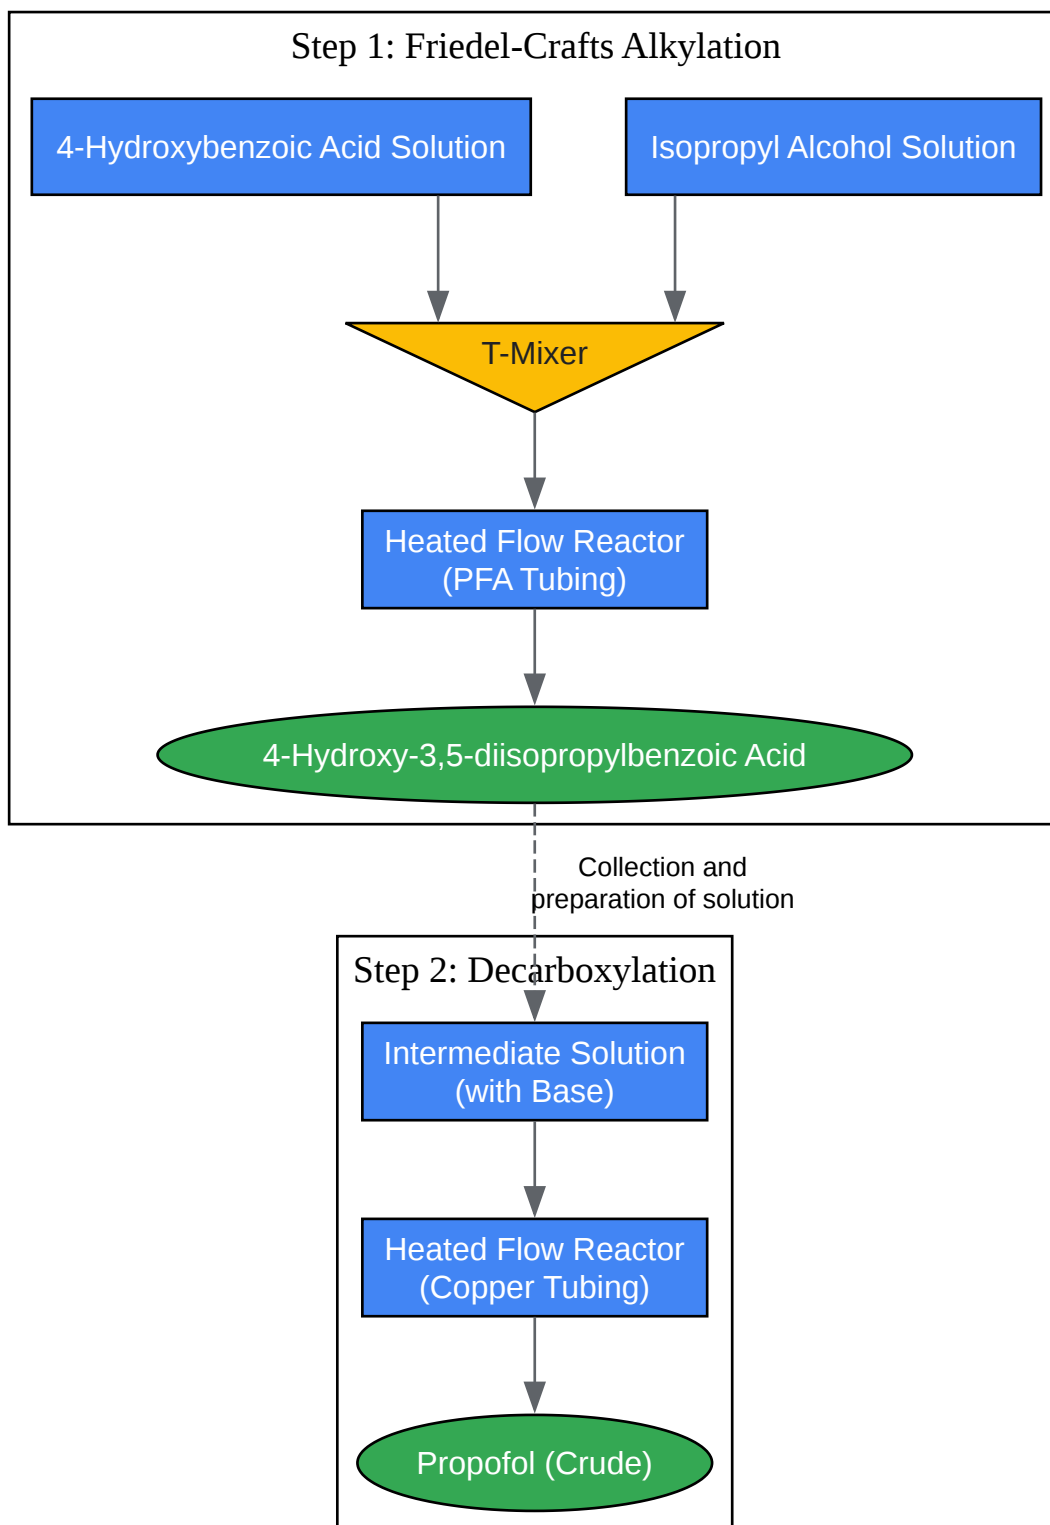 Step 1: Friedel-Crafts Alkylation
4-Hydroxybenzoic Acid Solution
Isopropyl Alcohol Solution
T-Mixer
Heated Flow Reactor
(PFA Tubing)
4-Hydroxy-3,5-diisopropylbenzoic Acid
Collection and
preparation of solution
Step 2: Decarboxylation
Intermediate Solution
(with Base)
Heated Flow Reactor
(Copper Tubing)
Propofol (Crude)